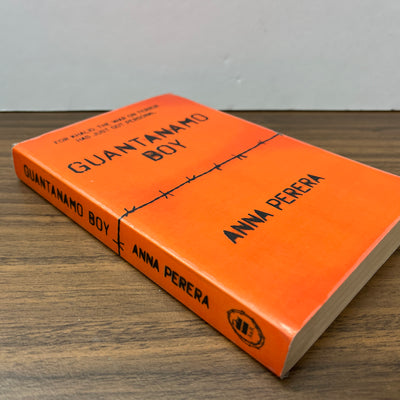 FOR KHALID, THE WAR ON TERROR
HAS JUST GOT PERSONAL
GUANTANAMO
BOY
ANNA PERERA
GUANTANAMO BOY
ANNA PERERA